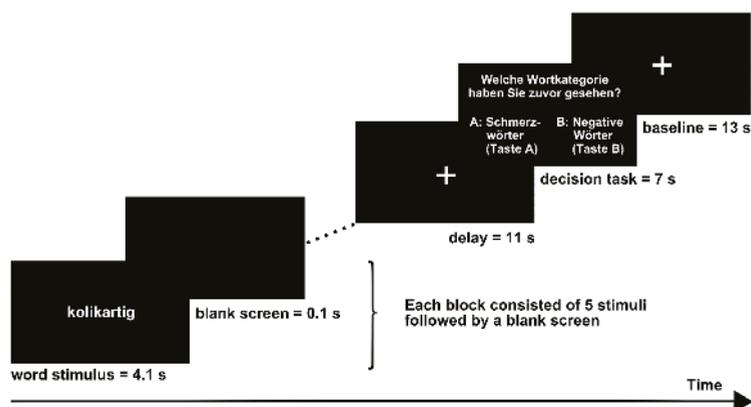 Welche Wortkategorie
haben Sie zuvor gesehen?
A: Schmerz-
wörter
(Taste A)
B: Negative
Wörter
(Taste B)
baseline = 13 s
decision task = 7 s
delay = 11 s
kolikartig
blank screen = 0.1 s
word stimulus = 4.1 s
Each block consisted of 5 stimuli
followed by a blank screen
Time